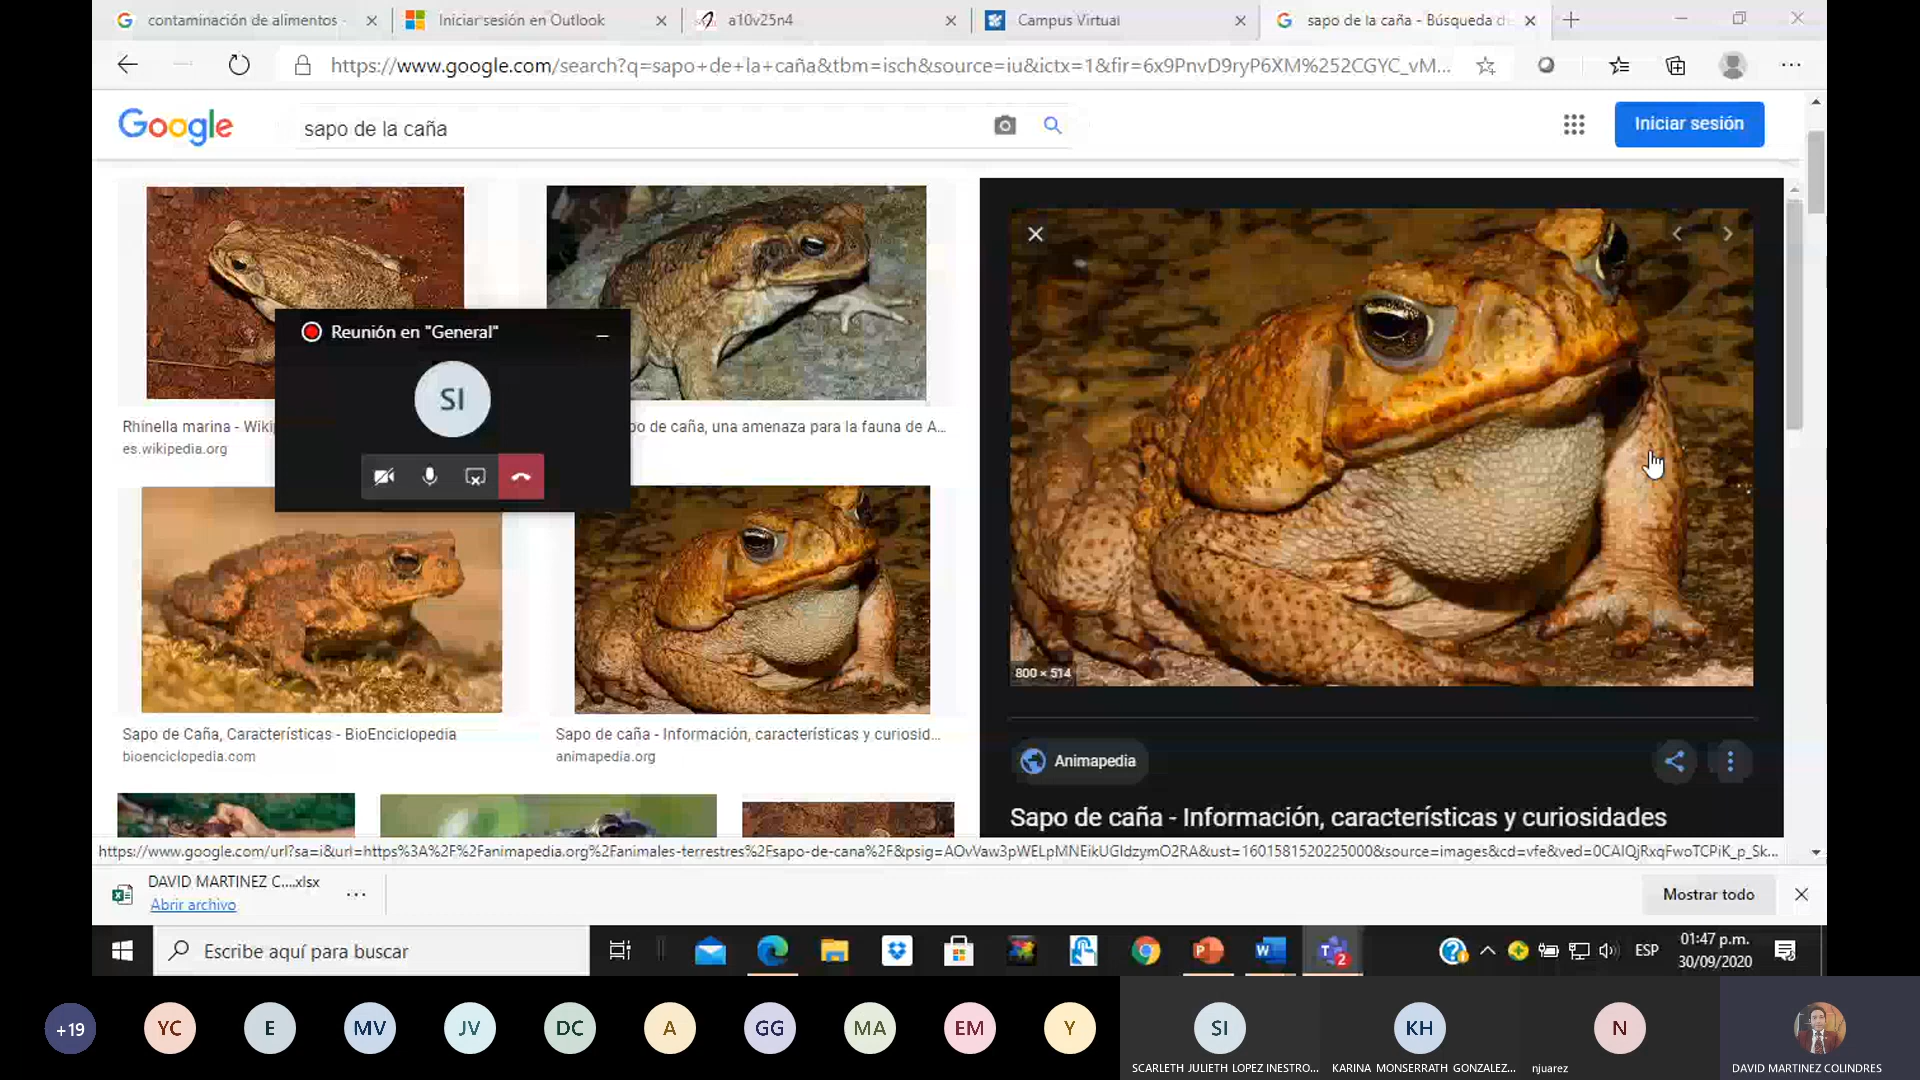 contaminación de alimentos
Iniciar sesión en Outlook
a10v25n4
Campus Virtual
sapo de la caña - Búsqueda de
https://www.google.com/search?q=sapo+de+la+caña&tbm=isch&source=iu&ictx=1&fir=6x9PnvD9ryP6XM%252CGYC_vM...
Google
sapo de la caña
Iniciar sesión
Reunión en "General"
SI
Rhinella marina - Wiki
es.wikipedia.org
po de caña, una amenaza para la fauna de A...
800 × 514
Sapo de Caña, Características - BioEnciclopedia
bioenciclopedia.com
Sapo de caña - Información, características y curiosid...
animapedia.org
Animapedia
Sapo de caña - Información, características y curiosidades
https://www.google.com/url?sa=i&url=https%3A%2F%2Fanimapedia.org%2Fanimales-terrestres%2Fsapo-de-cana%2F&psig=AOvVaw3pWELpMNEikUGIdzymO2RA&ust=1601581520225000&source=images&cd=vfe&ved=0CAIQjRxqFwoTCPiK_p_Sk...
DAVID MARTINEZ C....xlsx
Abrir archivo
Mostrar todo
Escribe aquí para buscar
2
ESP
01:47 p.m.
30/09/2020
+19
YC
E
MV
JV
DC
A
GG
MA
EM
Y
SI
KH
N
SCARLETH JULIETH LOPEZ INESTRO...
KARINA MONSERRATH GONZALEZ...
njuarez
DAVID MARTINEZ COLINDRES